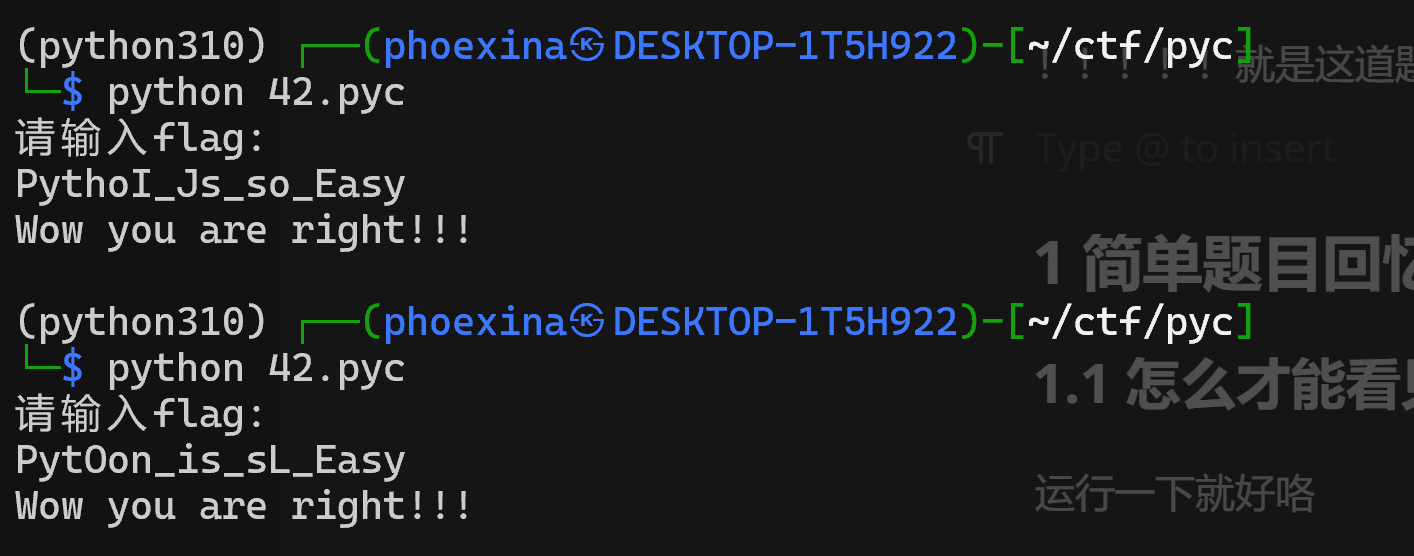 (python310) ┌──(phoexina㉿DESKTOP-1T5H922)-[~/ctf/pyc]
！！！！！就是这道题
└─$ python 42.pyc
请输入flag:
¶ Type @ to insert
PythoI_Js_so_Easy
Wow you are right!!!
1 简单题目回忆
(python310) ┌──(phoexina㉿DESKTOP-1T5H922)-[~/ctf/pyc]
└─$ python 42.pyc
1.1 怎么才能看见
请输入flag:
PytOon_is_sL_Easy
运行一下就好咯
Wow you are right!!!